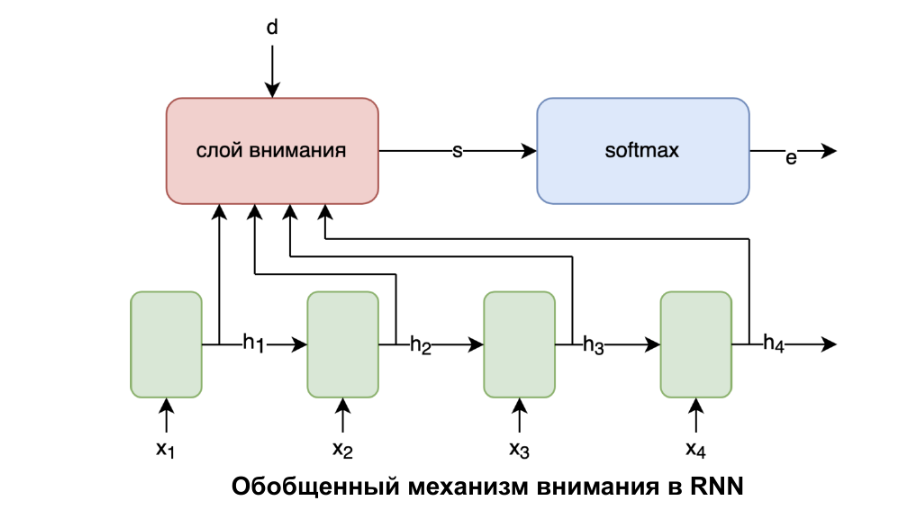 d
слой внимания
s
softmax
e
h₁
h₂
h₃
h₄
x₁
x₂
x₃
x₄
Обобщенный механизм внимания в RNN